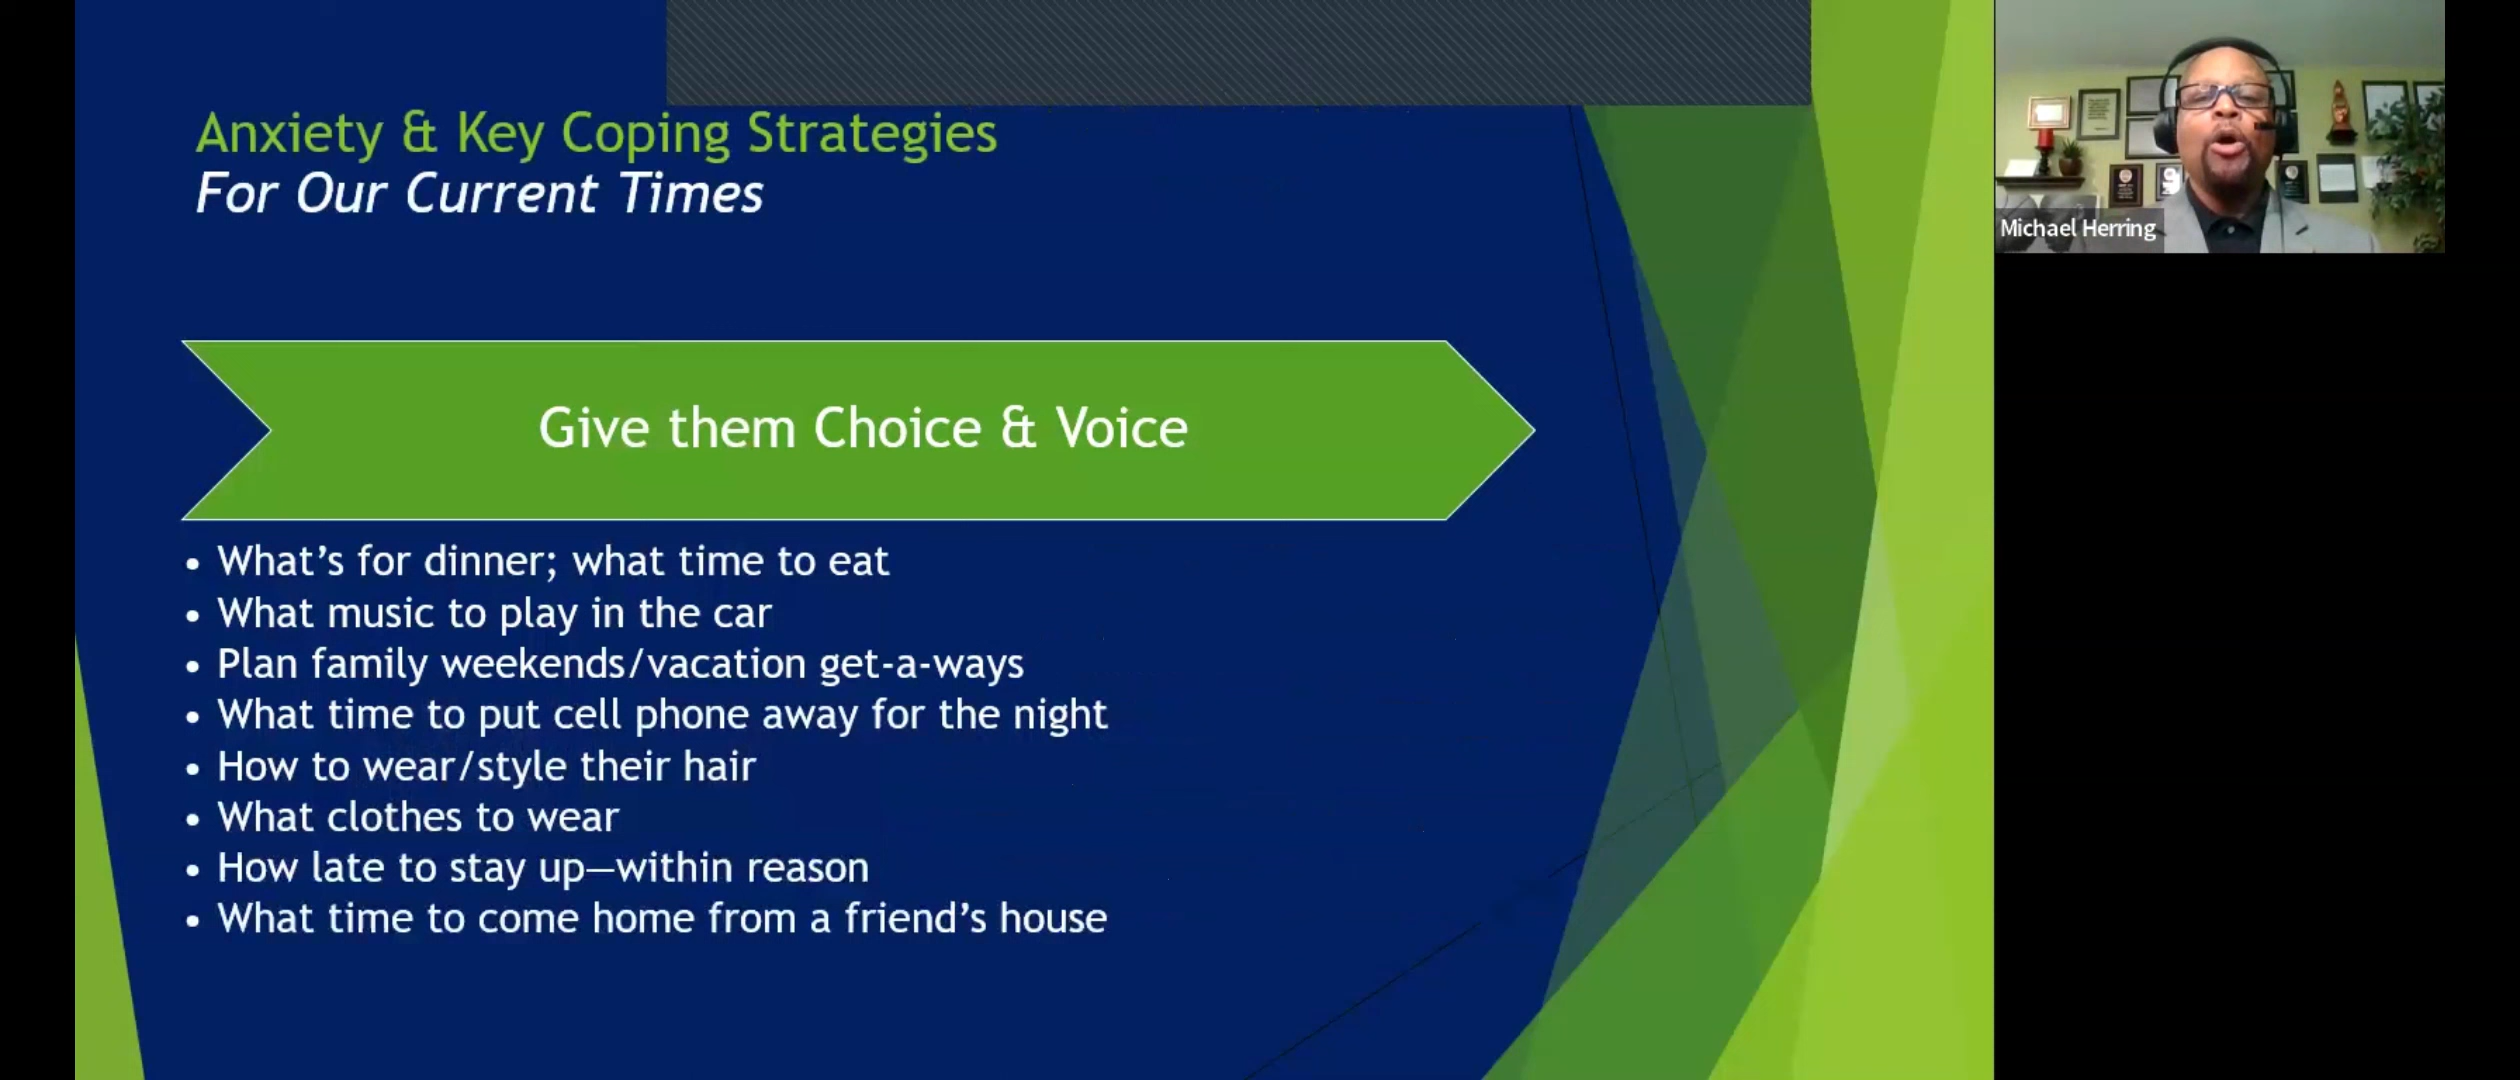 Anxiety & Key Coping Strategies
For Our Current Times
Give them Choice & Voice
• What’s for dinner; what time to eat
• What music to play in the car
• Plan family weekends/vacation get-a-ways
• What time to put cell phone away for the night
• How to wear/style their hair
• What clothes to wear
• How late to stay up—within reason
• What time to come home from a friend’s house
Michael Herring